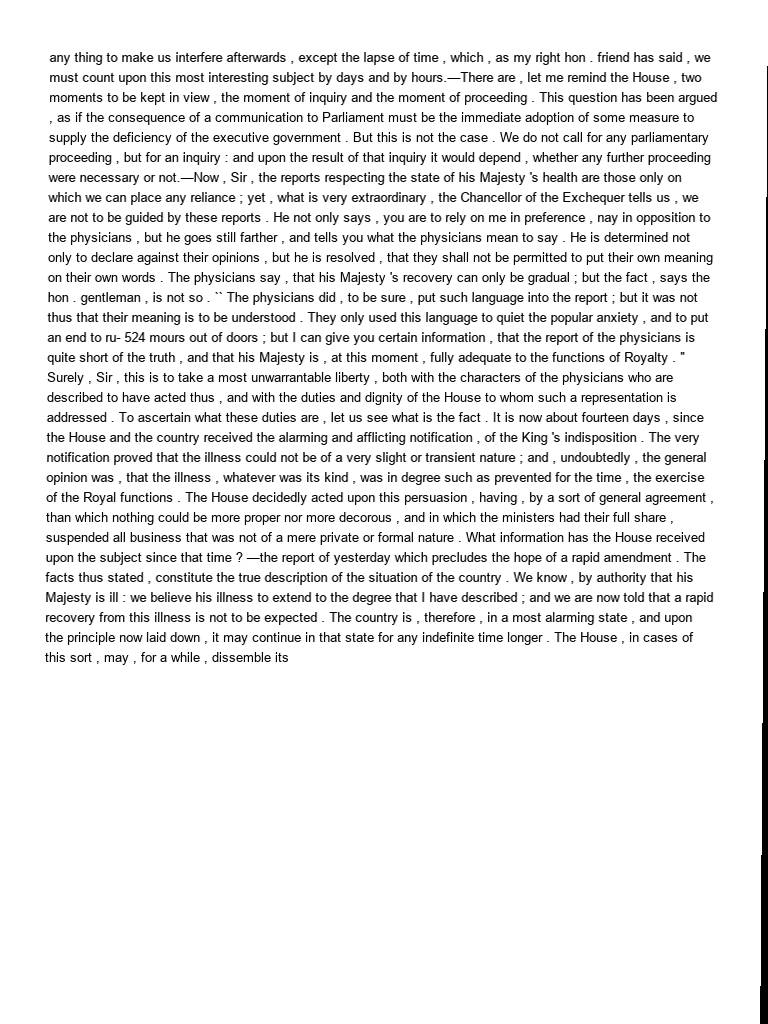 any thing to make us interfere afterwards , except the lapse of time , which , as my right hon . friend has said , we
must count upon this most interesting subject by days and by hours.—There are , let me remind the House , two
moments to be kept in view , the moment of inquiry and the moment of proceeding . This question has been argued
, as if the consequence of a communication to Parliament must be the immediate adoption of some measure to
supply the deficiency of the executive government . But this is not the case . We do not call for any parliamentary
proceeding , but for an inquiry : and upon the result of that inquiry it would depend , whether any further proceeding
were necessary or not.—Now , Sir , the reports respecting the state of his Majesty 's health are those only on
which we can place any reliance ; yet , what is very extraordinary , the Chancellor of the Exchequer tells us , we
are not to be guided by these reports . He not only says , you are to rely on me in preference , nay in opposition to
the physicians , but he goes still farther , and tells you what the physicians mean to say . He is determined not
only to declare against their opinions , but he is resolved , that they shall not be permitted to put their own meaning
on their own words . The physicians say , that his Majesty 's recovery can only be gradual ; but the fact , says the
hon . gentleman , is not so . `` The physicians did , to be sure , put such language into the report ; but it was not
thus that their meaning is to be understood . They only used this language to quiet the popular anxiety , and to put
an end to ru- 524 mours out of doors ; but I can give you certain information , that the report of the physicians is
quite short of the truth , and that his Majesty is , at this moment , fully adequate to the functions of Royalty . "
Surely , Sir , this is to take a most unwarrantable liberty , both with the characters of the physicians who are
described to have acted thus , and with the duties and dignity of the House to whom such a representation is
addressed . To ascertain what these duties are , let us see what is the fact . It is now about fourteen days , since
the House and the country received the alarming and afflicting notification , of the King 's indisposition . The very
notification proved that the illness could not be of a very slight or transient nature ; and , undoubtedly , the general
opinion was , that the illness , whatever was its kind , was in degree such as prevented for the time , the exercise
of the Royal functions . The House decidedly acted upon this persuasion , having , by a sort of general agreement ,
than which nothing could be more proper nor more decorous , and in which the ministers had their full share ,
suspended all business that was not of a mere private or formal nature . What information has the House received
upon the subject since that time ? —the report of yesterday which precludes the hope of a rapid amendment . The
facts thus stated , constitute the true description of the situation of the country . We know , by authority that his
Majesty is ill : we believe his illness to extend to the degree that I have described ; and we are now told that a rapid
recovery from this illness is not to be expected . The country is , therefore , in a most alarming state , and upon
the principle now laid down , it may continue in that state for any indefinite time longer . The House , in cases of
this sort , may , for a while , dissemble its